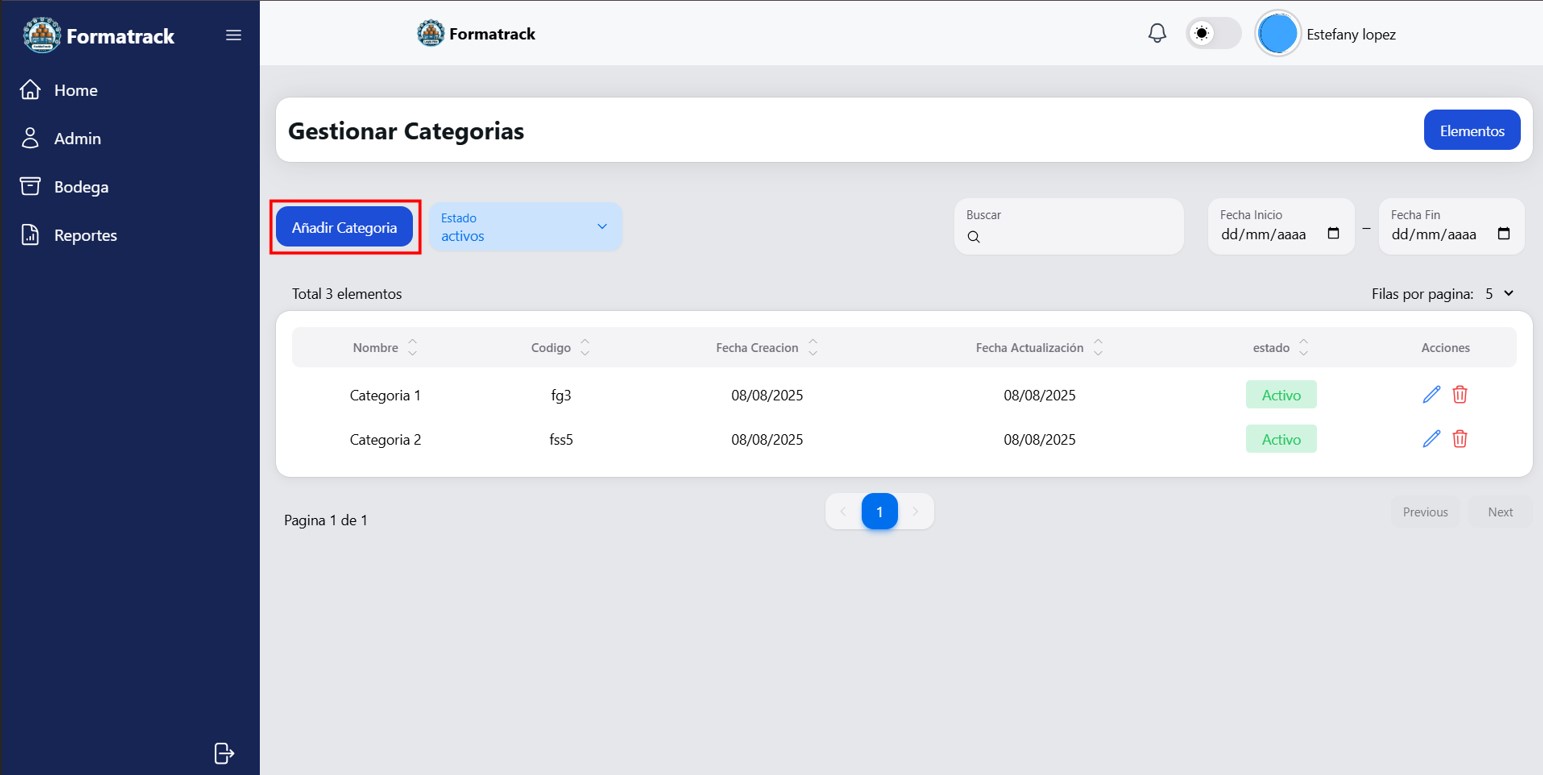 Formatrack
Formatrack
Estefany lopez
Home
Admin
Bodega
Reportes
Gestionar Categorias
Elementos
Añadir Categoria
Estado
activos
Buscar
Fecha Inicio
dd/mm/aaaa
–
Fecha Fin
dd/mm/aaaa
Total 3 elementos
Filas por pagina: 5
Nombre Codigo Fecha Creacion Fecha Actualización estado Acciones
Categoria 1 fg3 08/08/2025 08/08/2025 Activo
Categoria 2 fss5 08/08/2025 08/08/2025 Activo
Pagina 1 de 1
1
Previous
Next